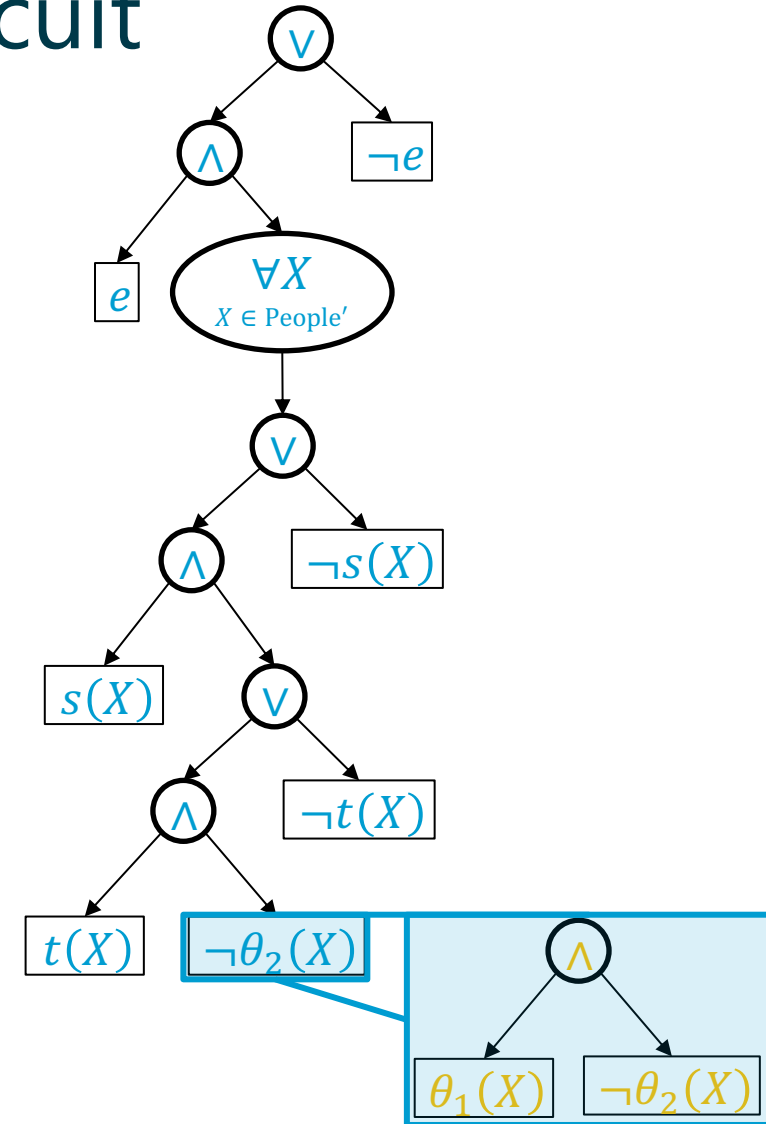 cuit
∨
∧
¬e
e
∀X
X ∈ People′
∨
∧
¬s(X)
s(X)
∨
∧
¬t(X)
t(X)
¬θ₂(X)
∧
θ₁(X)
¬θ₂(X)